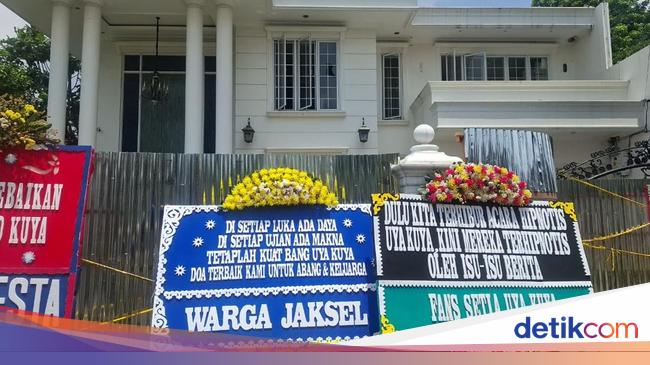 EBAIKAN
O KUYA
ESTA
DI SETIAP LUKA ADA DAYA
DI SETIAP UJIAN ADA MAKNA
TETAPLAH KUAT BANG UYA KUYA
DOA TERBAIK KAMI UNTUK ABANG & KELUARGA
WARGA JAKSEL
DULU KITA TERHIBUR ACARA HIPNOTIS
UYA KUYA, KINI MEREKA TERHIPNOTIS
OLEH ISU-ISU BERITA
FANS SETIA UYA KUYA
detikcom